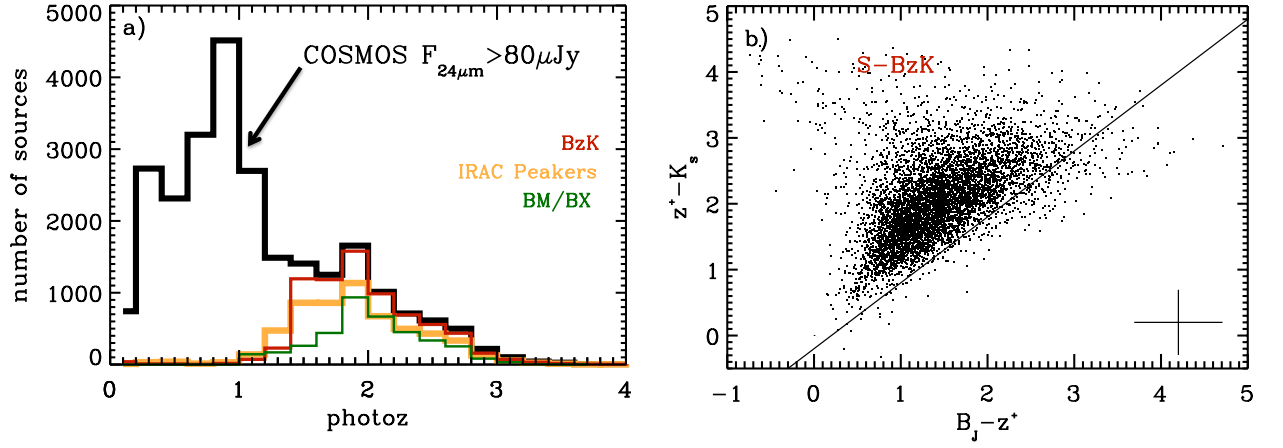 a)
COSMOS F24μm>80μJy
BzK
IRAC Peakers
BM/BX
number of sources
5000
4000
3000
2000
1000
0
0 1 2 3 4
photoz
b)
S-BzK
z+-Ks
5
4
3
2
1
0
-1 0 1 2 3 4 5
BJ-z+